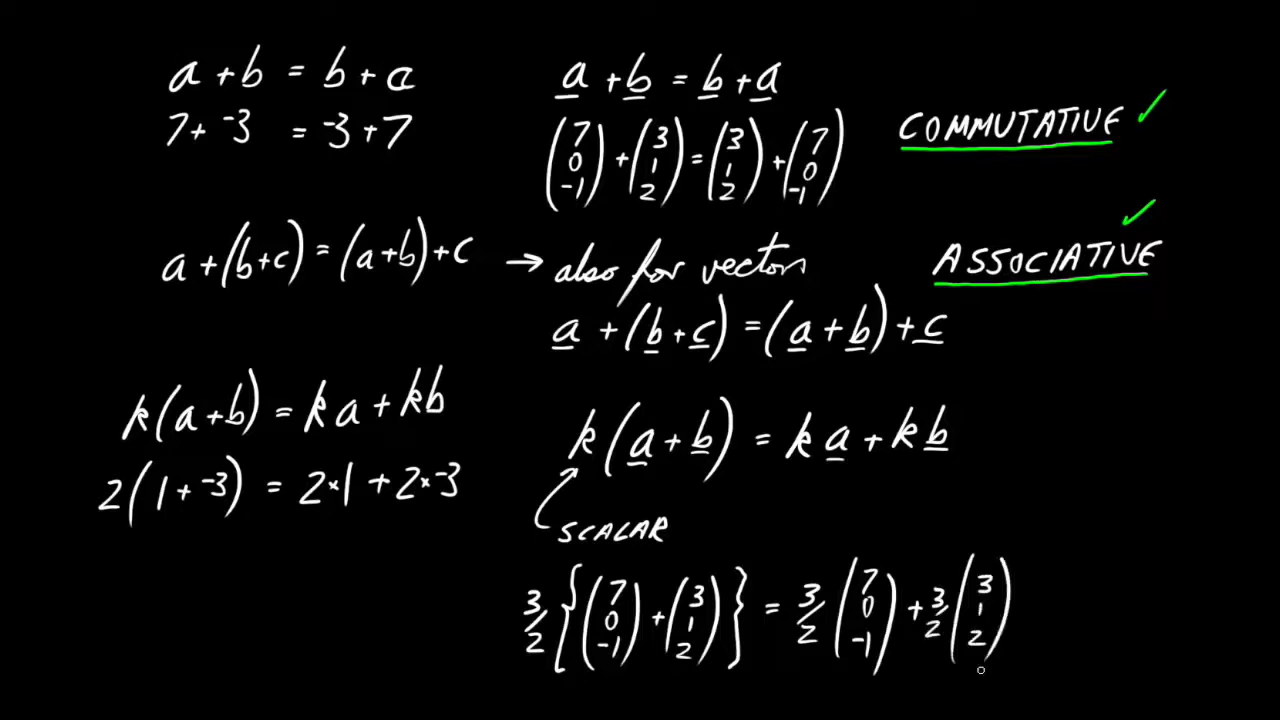 a + b = b + a
7 + -3 = -3 + 7
a + b = b + a
(7 0 -1) + (3 1 2) = (3 1 2) + (7 0 -1)
COMMUTATIVE ✓
a + (b + c) = (a + b) + c → also for vectors
a + (b + c) = (a + b) + c
ASSOCIATIVE ✓
k(a + b) = ka + kb
2(1 + -3) = 2×1 + 2×-3
k(a + b) = ka + kb
SCALAR
3/2 {(7 0 -1) + (3 1 2)} = 3/2 (7 0 -1) + 3/2 (3 1 2)